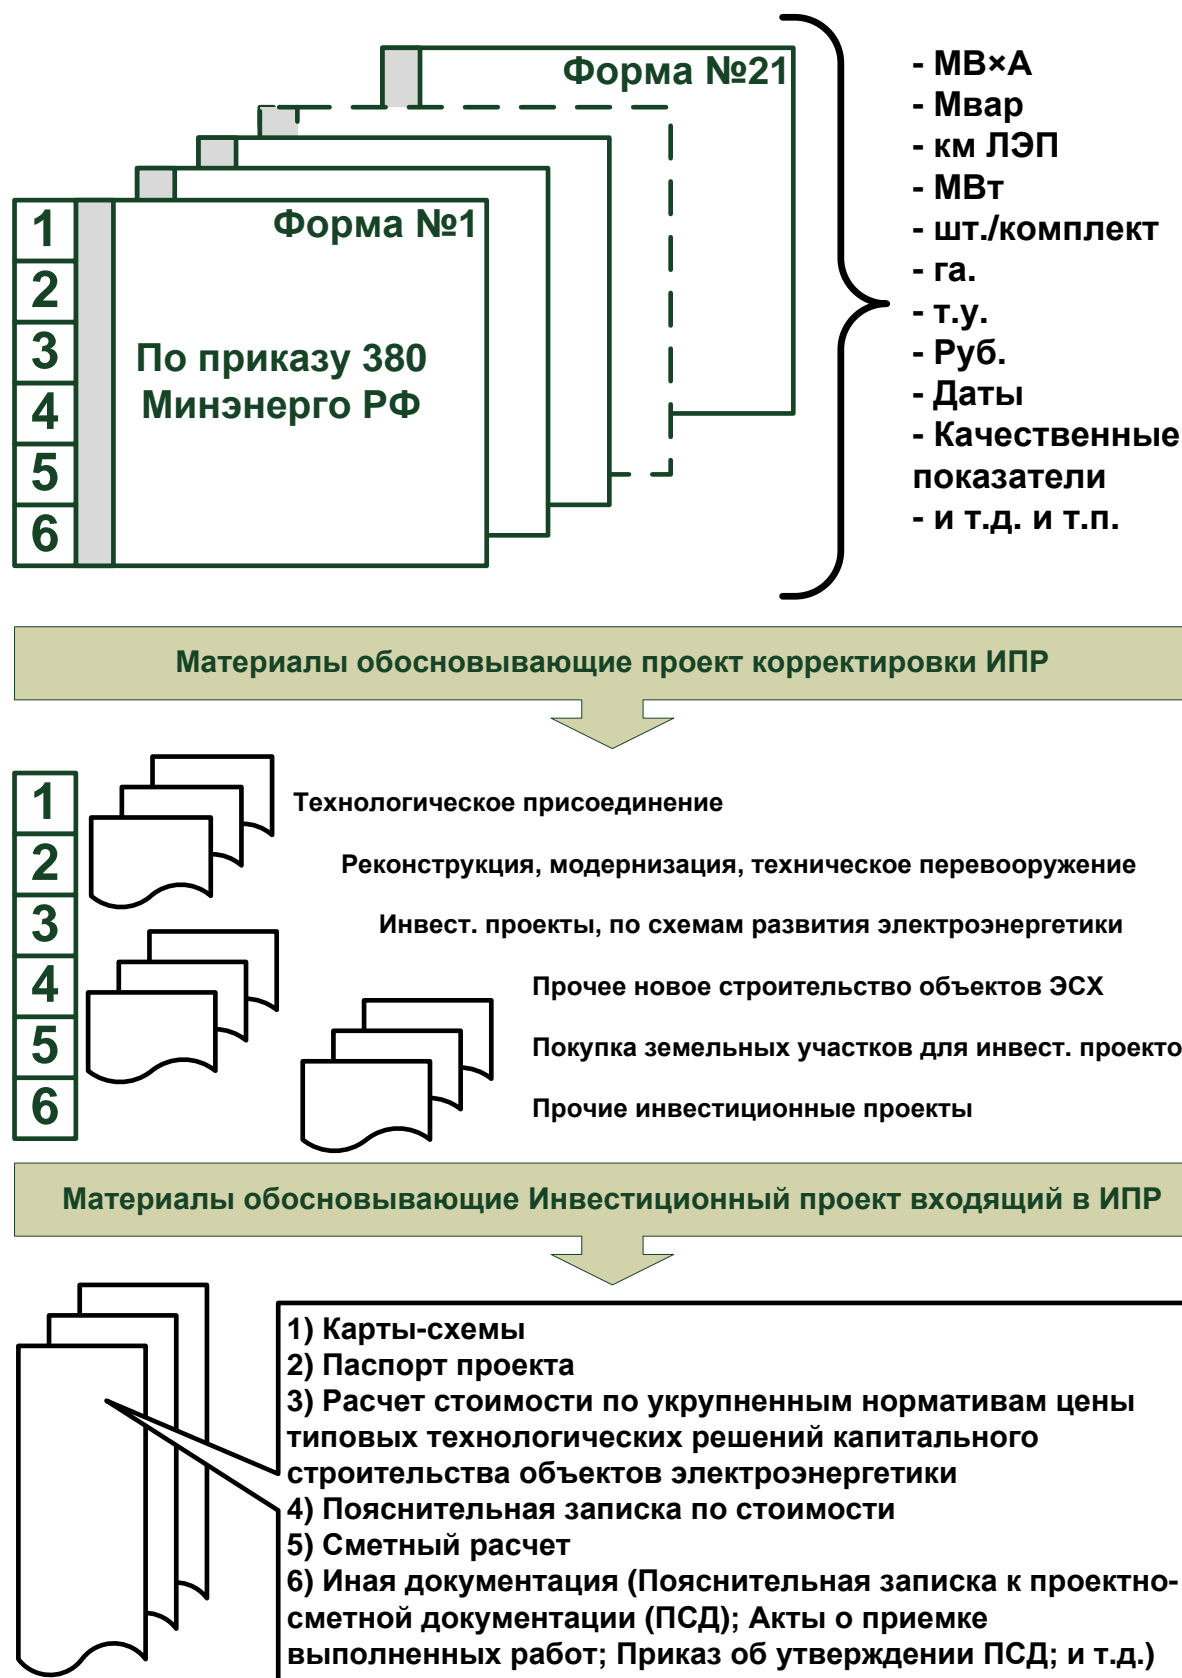 Форма №21
Форма №1
1
2
3
4
5
6
По приказу 380
Минэнерго РФ
- МВ×А
- Мвар
- км ЛЭП
- МВт
- шт./комплект
- га.
- т.у.
- Руб.
- Даты
- Качественные
показатели
- и т.д. и т.п.
Материалы обосновывающие проект корректировки ИПР
1
2
3
4
5
6
Технологическое присоединение
Реконструкция, модернизация, техническое перевооружение
Инвест. проекты, по схемам развития электроэнергетики
Прочее новое строительство объектов ЭСХ
Покупка земельных участков для инвест. проекто
Прочие инвестиционные проекты
Материалы обосновывающие Инвестиционный проект входящий в ИПР
1) Карты-схемы
2) Паспорт проекта
3) Расчет стоимости по укрупненным нормативам цены
типовых технологических решений капитального
строительства объектов электроэнергетики
4) Пояснительная записка по стоимости
5) Сметный расчет
6) Иная документация (Пояснительная записка к проектно-
сметной документации (ПСД); Акты о приемке
выполненных работ; Приказ об утверждении ПСД; и т.д.)